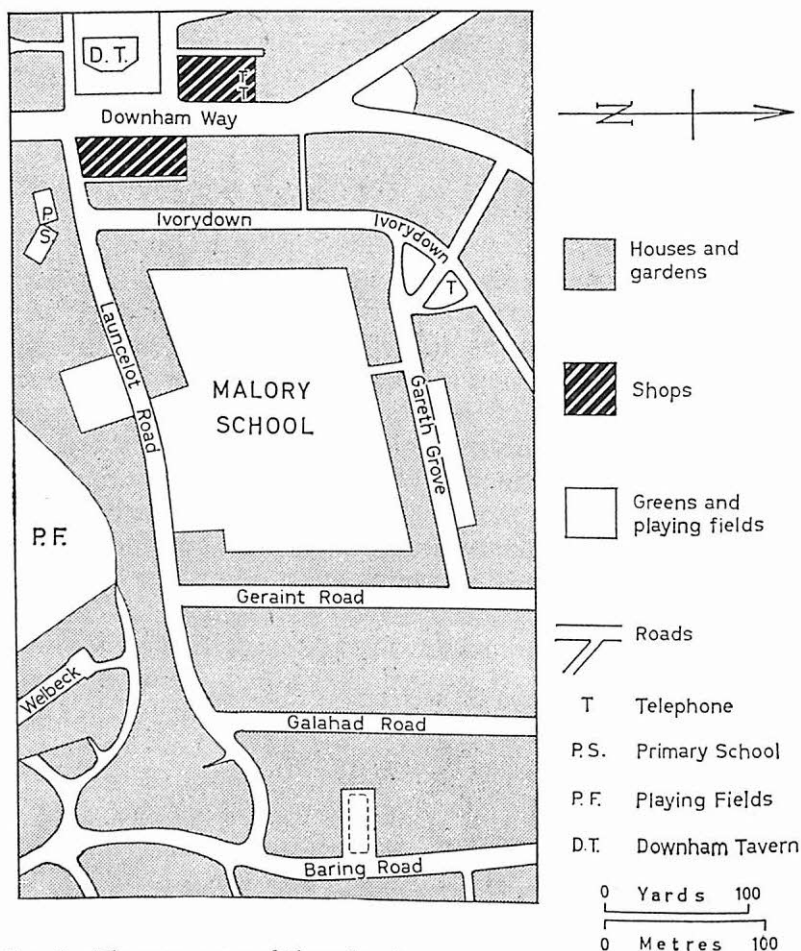 D.T.
T
T
Downham Way
P.
S.
Ivorydown
Ivorydown
T
Launcelot Road
MALORY
SCHOOL
Gareth Grove
P.F.
Geraint Road
Welbeck
Galahad Road
Baring Road
N
Houses and
gardens
Shops
Greens and
playing fields
Roads
T Telephone
P.S. Primary School
P.F. Playing Fields
D.T. Downham Tavern
0 Yards 100
0 Metres 100